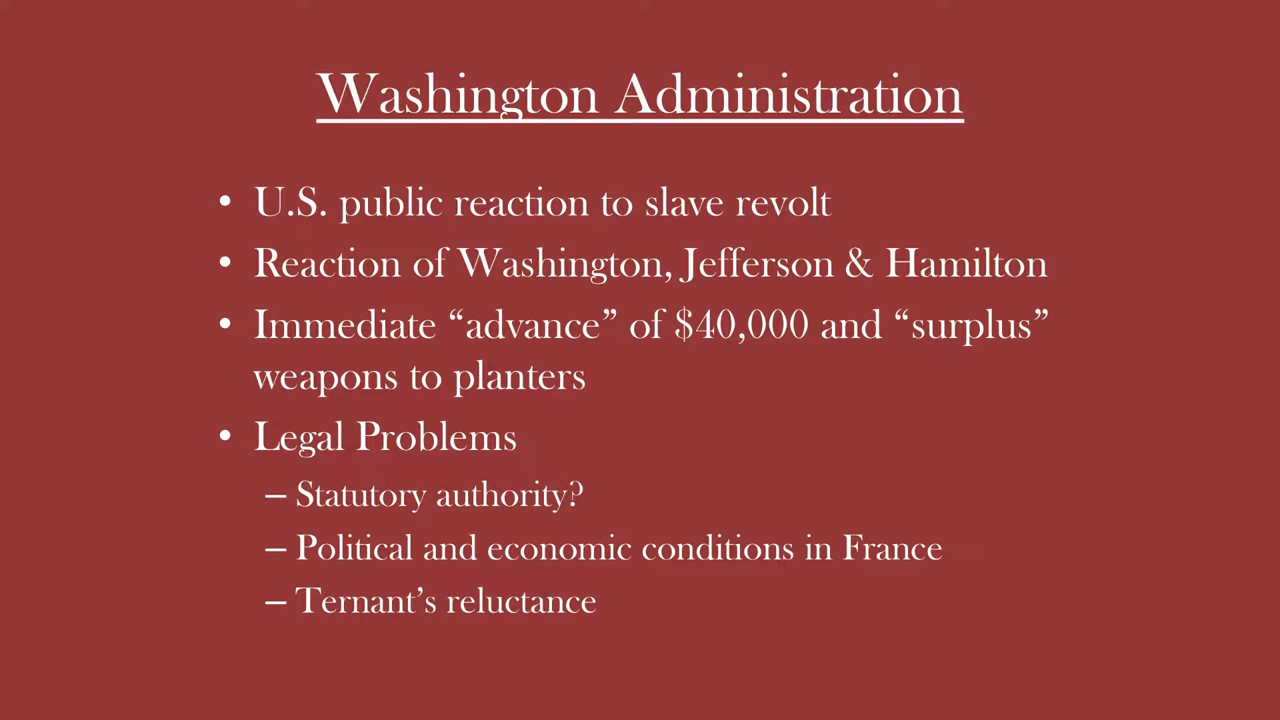 Washington Administration
• U.S. public reaction to slave revolt
• Reaction of Washington, Jefferson & Hamilton
• Immediate “advance” of $40,000 and “surplus”
weapons to planters
• Legal Problems
– Statutory authority?
– Political and economic conditions in France
– Ternant’s reluctance